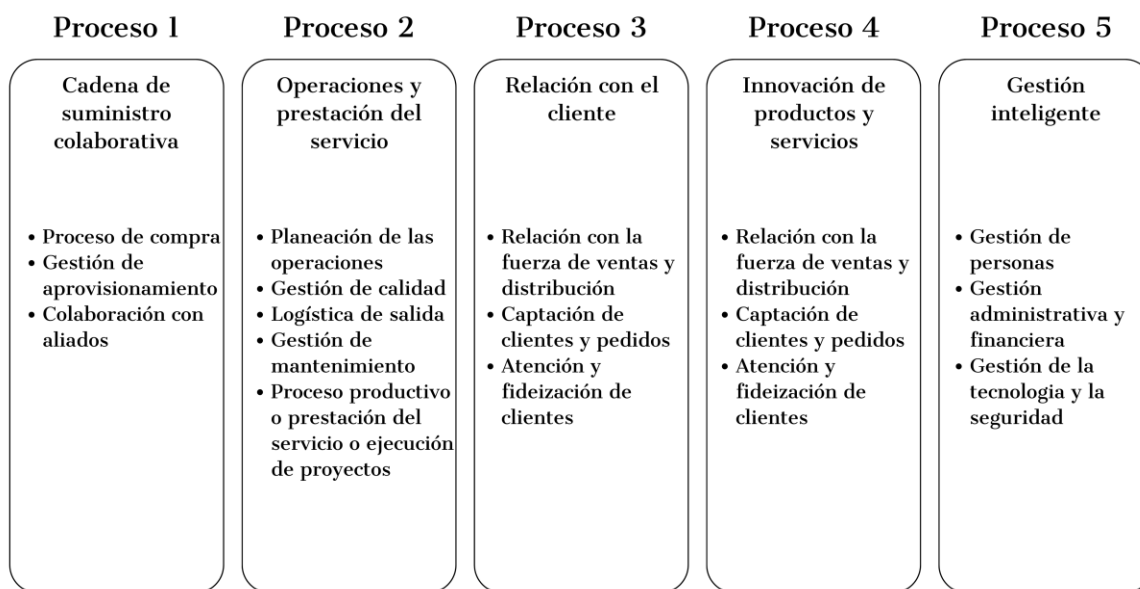 Proceso 1
Cadena de
suministro
colaborativa
• Proceso de compra
• Gestión de
aprovisionamiento
• Colaboración con
aliados
Proceso 2
Operaciones y
prestación del
servicio
• Planeación de las
operaciones
• Gestión de calidad
• Logística de salida
• Gestión de
mantenimiento
• Proceso productivo
o prestación del
servicio o ejecución
de proyectos
Proceso 3
Relación con el
cliente
• Relación con la
fuerza de ventas y
distribución
• Captación de
clientes y pedidos
• Atención y
fideización de
clientes
Proceso 4
Innovación de
productos y
servicios
• Relación con la
fuerza de ventas y
distribución
• Captación de
clientes y pedidos
• Atención y
fideización de
clientes
Proceso 5
Gestión
inteligente
• Gestión de
personas
• Gestión
administrativa y
financiera
• Gestión de la
tecnologia y la
seguridad